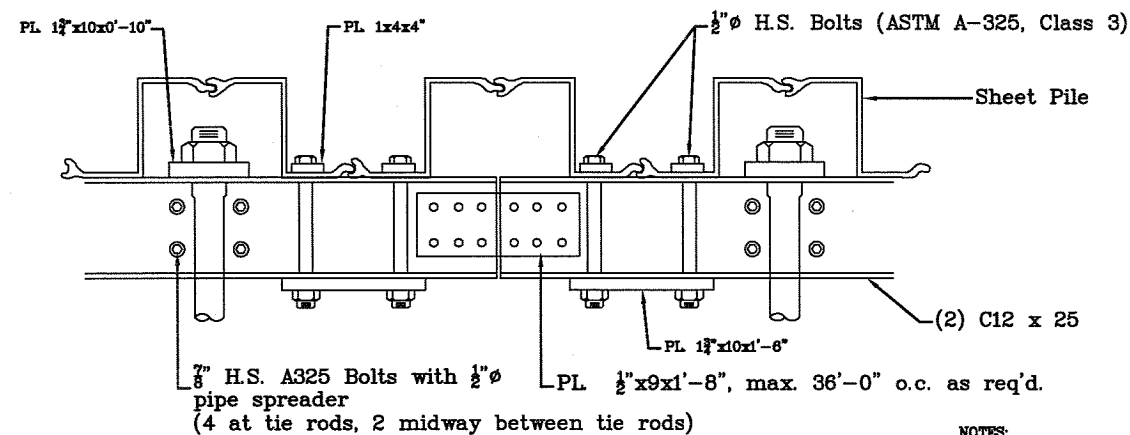 PL 1¾"x10x0'-10"
PL 1x4x4"
½"ø H.S. Bolts (ASTM A-325, Class 3)
Sheet Pile
(2) C12 x 25
PL 1¾"x10x1'-6"
⅞" H.S. A325 Bolts with ½"ø
pipe spreader
(4 at tie rods, 2 midway between tie rods)
PL ½"x9x1'-8", max. 36'-0" o.c. as req'd.
NOTES: